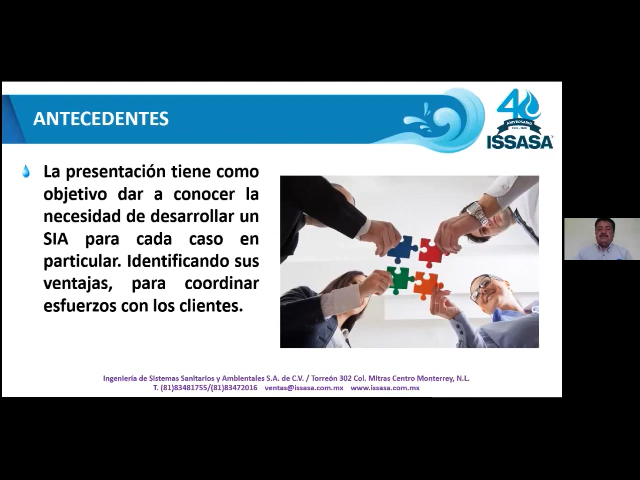 ANTECEDENTES
40
ANIVERSARIO
ISSASA
La presentación tiene como
objetivo dar a conocer la
necesidad de desarrollar un
SIA para cada caso en
particular. Identificando sus
ventajas, para coordinar
esfuerzos con los clientes.
Ingeniería de Sistemas Sanitarios y Ambientales S.A. de C.V. / Torreón 302 Col. Mitras Centro Monterrey, N.L.
T. (81)83481755/(81)83472016 ventas@issasa.com.mx www.issasa.com.mx